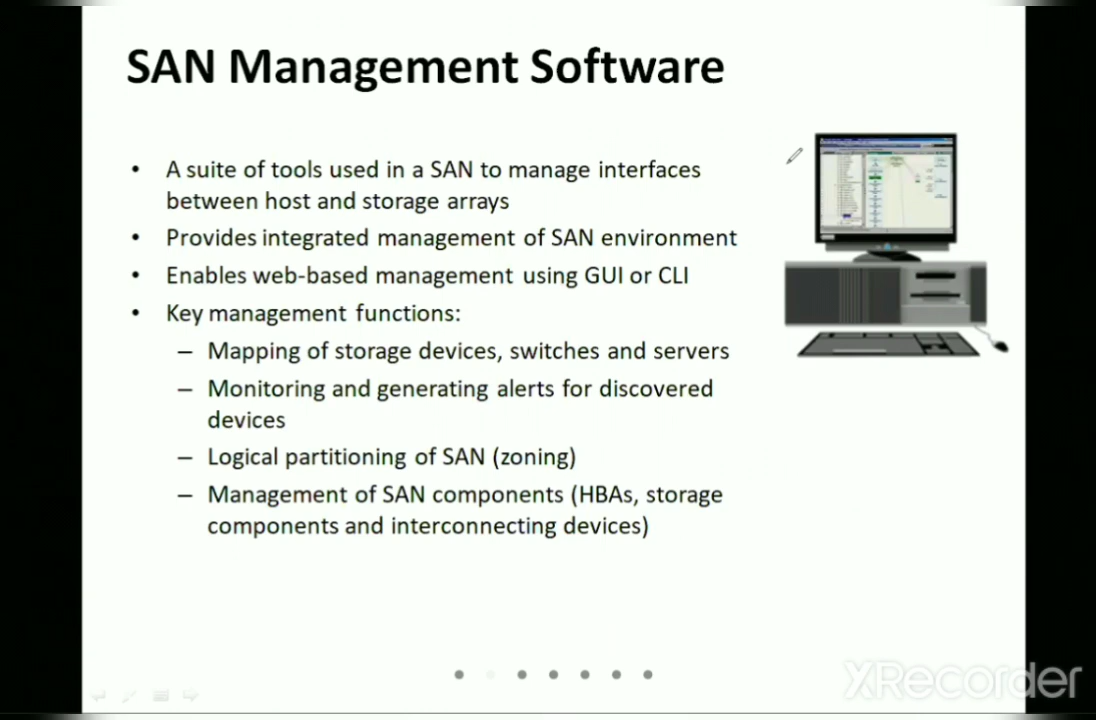 SAN Management Software
• A suite of tools used in a SAN to manage interfaces
between host and storage arrays
• Provides integrated management of SAN environment
• Enables web-based management using GUI or CLI
• Key management functions:
– Mapping of storage devices, switches and servers
– Monitoring and generating alerts for discovered
devices
– Logical partitioning of SAN (zoning)
– Management of SAN components (HBAs, storage
components and interconnecting devices)
XRecorder